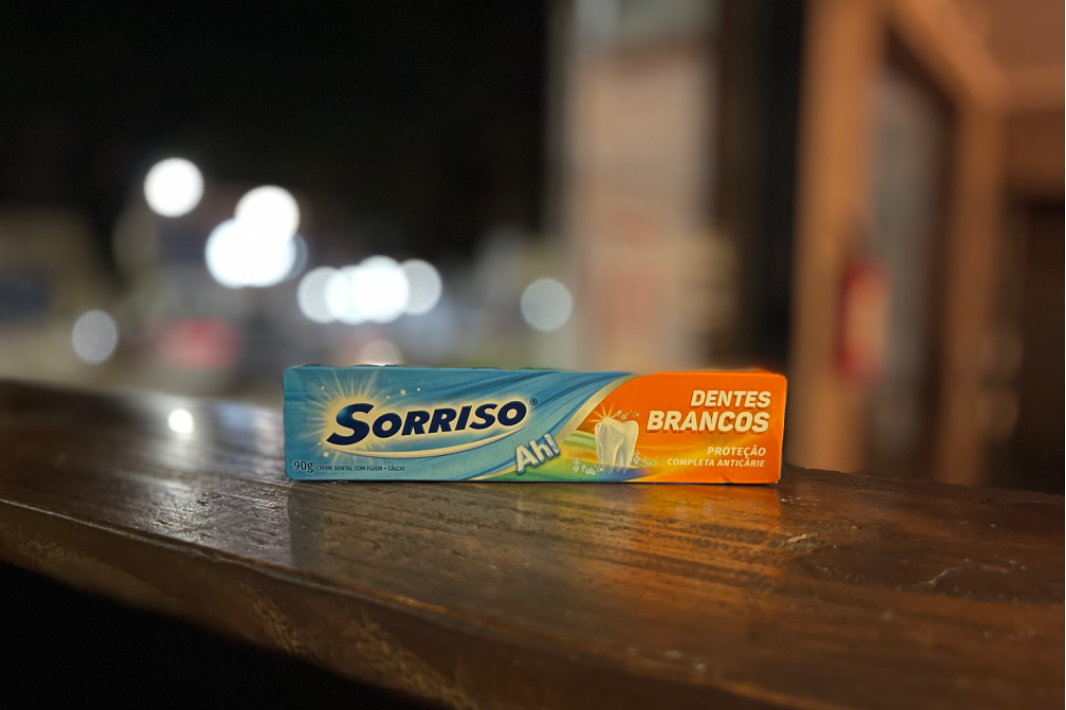 SORRISO®
Ah!
90g CREME DENTAL COM FLÚOR + CÁLCIO
DENTES
BRANCOS
PROTEÇÃO
COMPLETA ANTICÁRIE